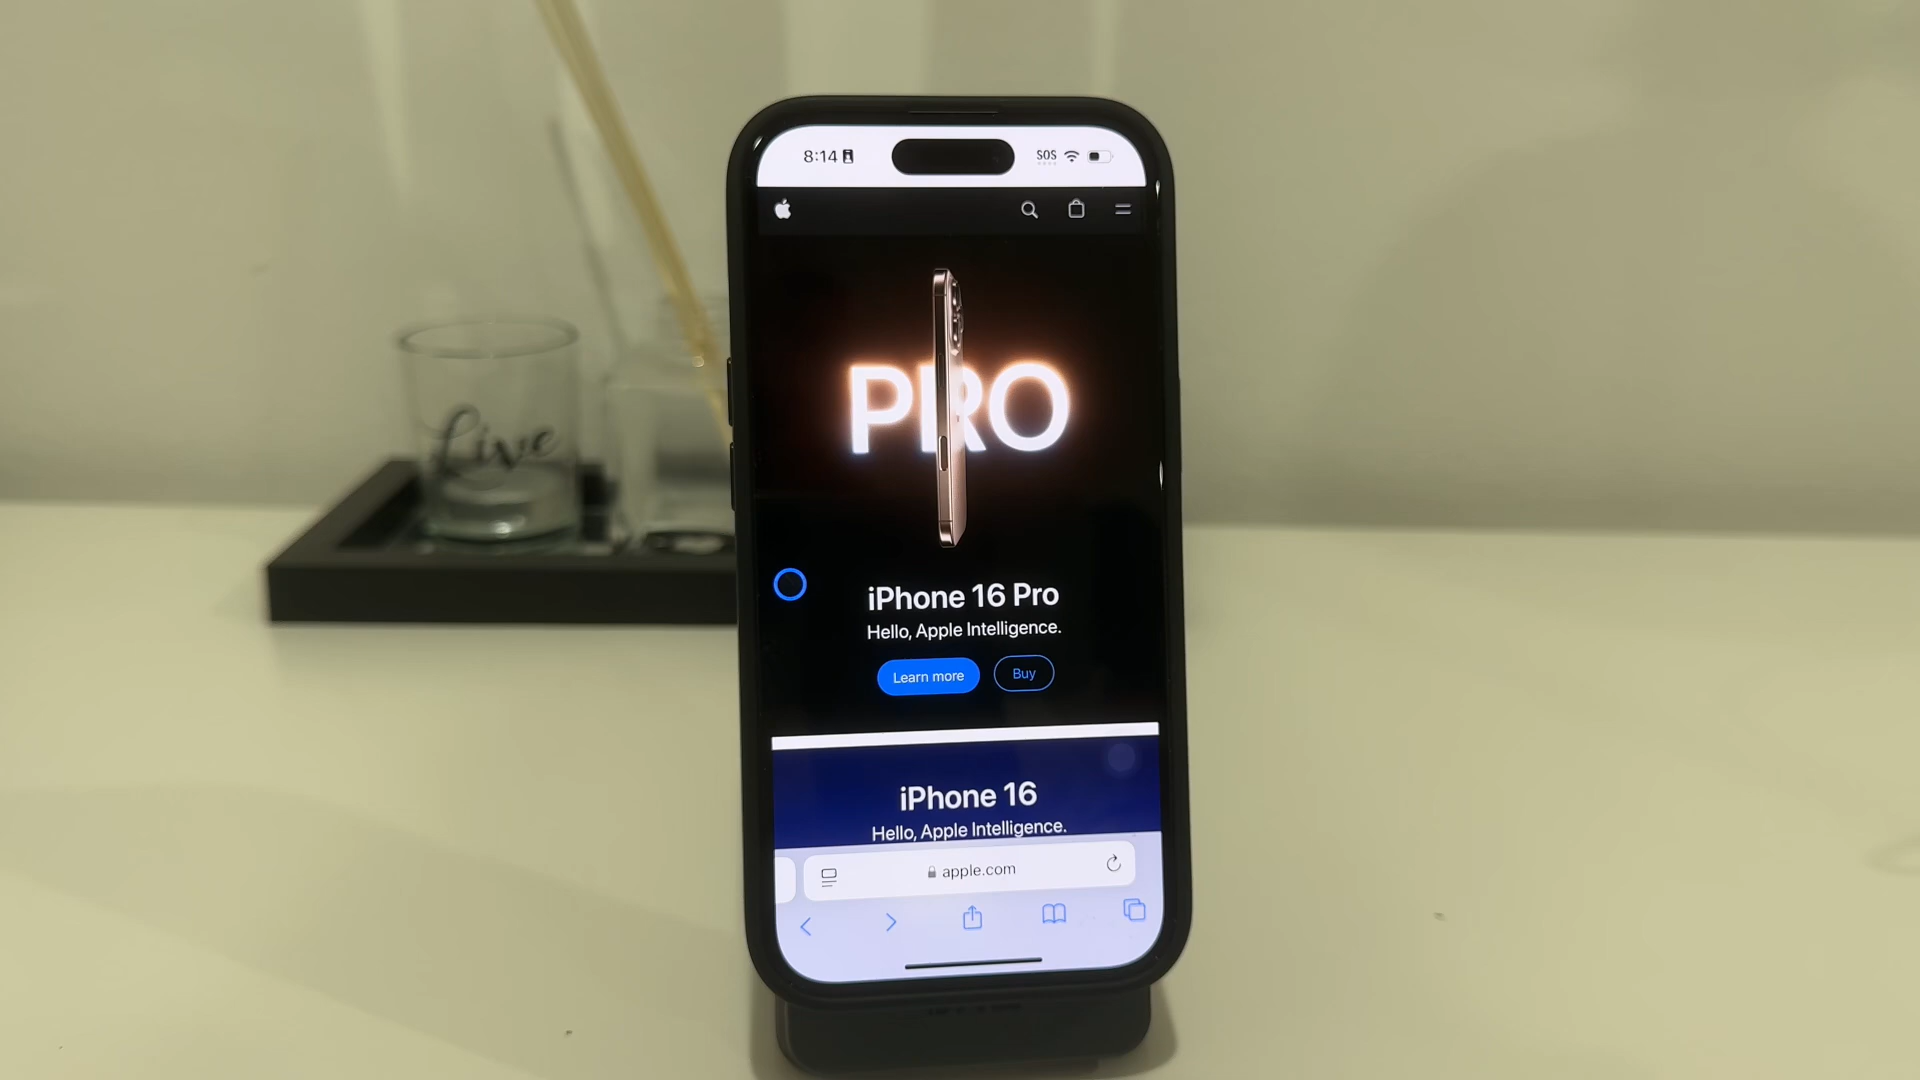 8:14 SOS
PRO
Live
iPhone 16 Pro
Hello, Apple Intelligence.
Learn more Buy
iPhone 16
Hello, Apple Intelligence.
apple.com